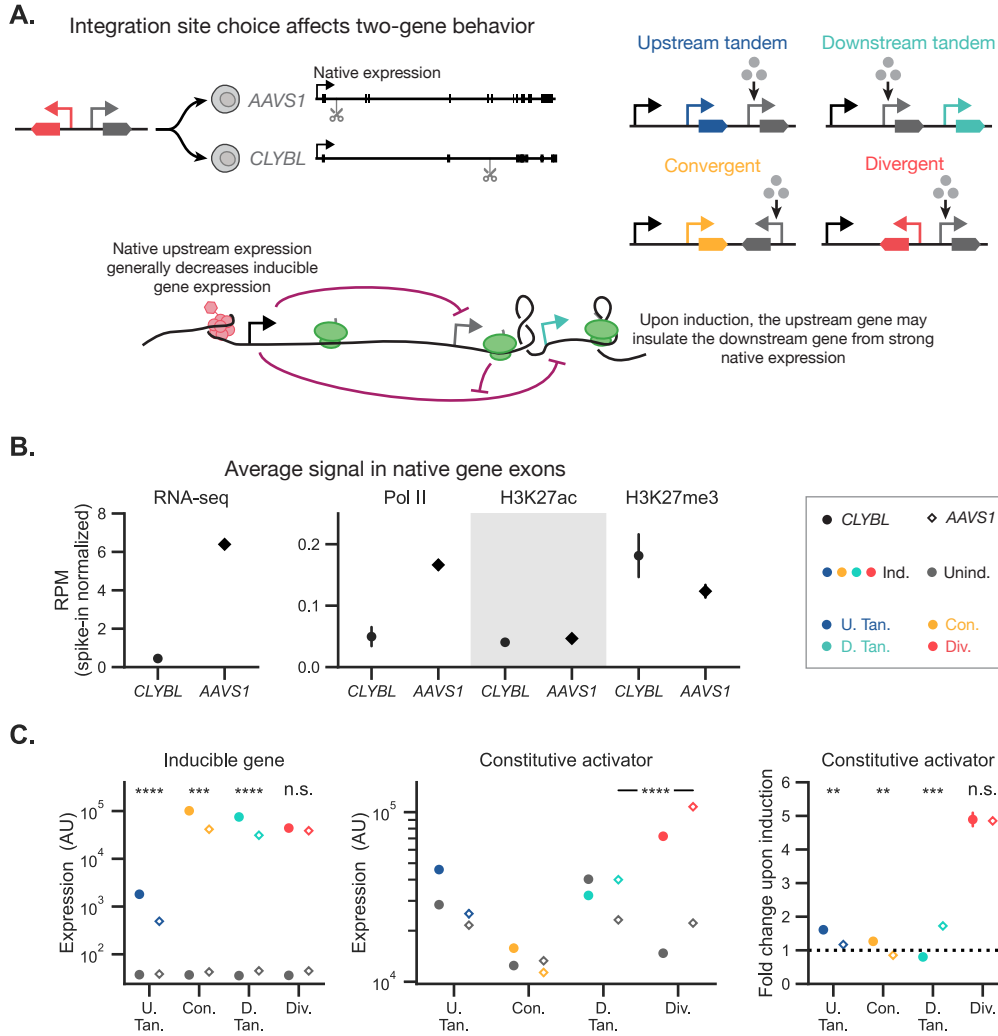 A.
Integration site choice affects two-gene behavior
Native expression
AAVS1
CLYBL
Upstream tandem
Downstream tandem
Convergent
Divergent
Native upstream expression
generally decreases inducible
gene expression
Upon induction, the upstream gene may
insulate the downstream gene from strong
native expression
B.
Average signal in native gene exons
RNA-seq
Pol II
H3K27ac
H3K27me3
RPM
(spike-in normalized)
8
6
4
2
0
0.2
0.1
0.0
CLYBL
AAVS1
CLYBL
AAVS1
CLYBL
AAVS1
CLYBL
AAVS1
CLYBL
AAVS1
Ind.
Unind.
U. Tan.
Con.
D. Tan.
Div.
C.
Inducible gene
Expression (AU)
10⁵
10⁴
10³
10²
****
***
****
n.s.
U.
Tan.
Con.
D.
Tan.
Div.
Constitutive activator
Expression (AU)
10⁵
10⁴
****
U.
Tan.
Con.
D.
Tan.
Div.
Constitutive activator
Fold change upon induction
6
5
4
3
2
1
0
**
**
***
n.s.
U.
Tan.
Con.
D.
Tan.
Div.